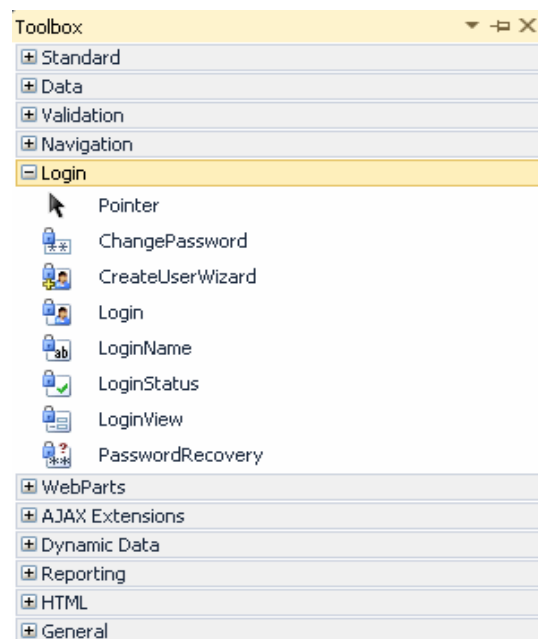 Toolbox
Standard
Data
Validation
Navigation
Login
Pointer
ChangePassword
CreateUserWizard
Login
LoginName
LoginStatus
LoginView
PasswordRecovery
WebParts
AJAX Extensions
Dynamic Data
Reporting
HTML
General